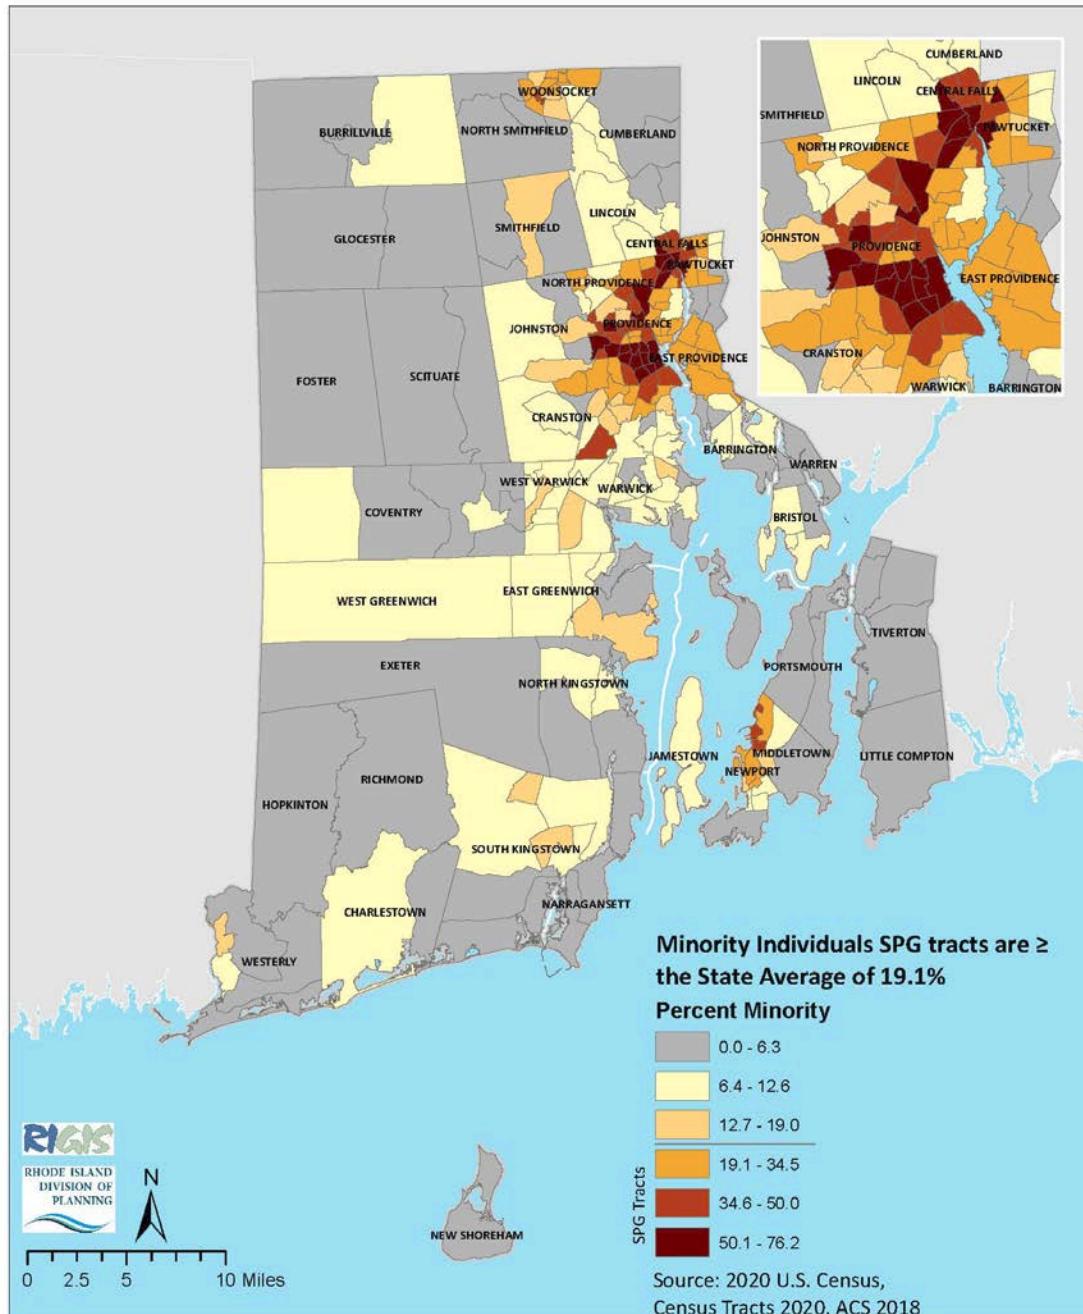 WOONSOCKET
BURRILLVILLE
NORTH SMITHFIELD
CUMBERLAND
GLOCESTER
SMITHFIELD
LINCOLN
CENTRAL FALLS
PAWTUCKET
NORTH PROVIDENCE
JOHNSTON
PROVIDENCE
EAST PROVIDENCE
FOSTER
SCITUATE
CRANSTON
BARRINGTON
WARREN
WEST WARWICK
WARWICK
COVENTRY
BRISTOL
WEST GREENWICH
EAST GREENWICH
TIVERTON
EXETER
PORTSMOUTH
NORTH KINGSTOWN
JAMESTOWN
MIDDLETOWN
LITTLE COMPTON
NEWPORT
RICHMOND
HOPKINTON
SOUTH KINGSTOWN
CHARLESTOWN
NARRAGANSETT
WESTERLY
NEW SHOREHAM
CUMBERLAND
LINCOLN
CENTRAL FALLS
SMITHFIELD
PAWTUCKET
NORTH PROVIDENCE
JOHNSTON
PROVIDENCE
EAST PROVIDENCE
CRANSTON
WARWICK
BARRINGTON
Minority Individuals SPG tracts are ≥
the State Average of 19.1%
Percent Minority
0.0 - 6.3
6.4 - 12.6
12.7 - 19.0
SPG Tracts
19.1 - 34.5
34.6 - 50.0
50.1 - 76.2
Source: 2020 U.S. Census,
Census Tracts 2020, ACS 2018
RIGIS
RHODE ISLAND
DIVISION OF
PLANNING
N
0 2.5 5 10 Miles